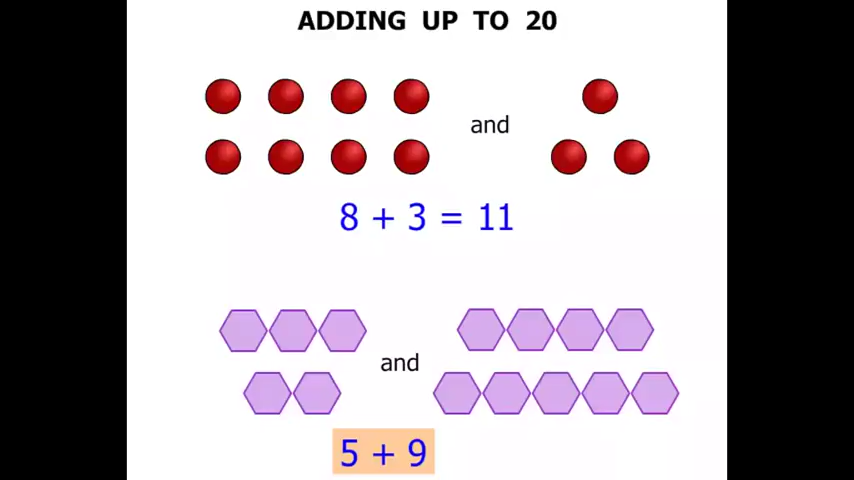 ADDING UP TO 20
and
8 + 3 = 11
and
5 + 9